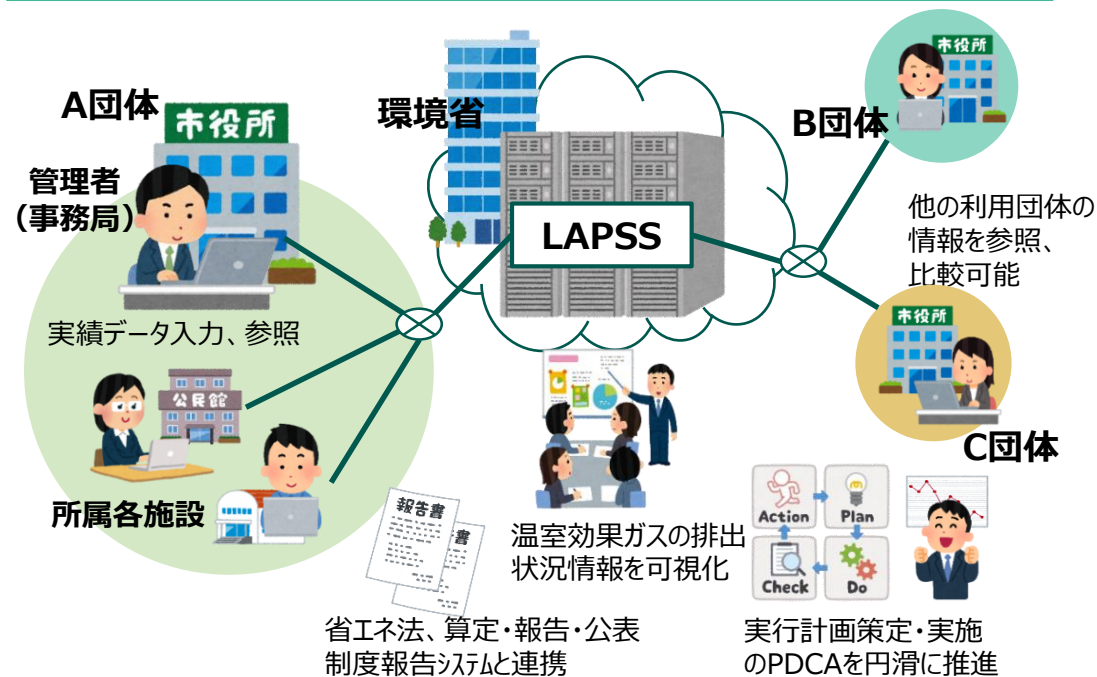 A団体
市役所
管理者
（事務局）
実績データ入力、参照
公民館
所属各施設
環境省
LAPSS
市役所
B団体
他の利用団体の
情報を参照、
比較可能
市役所
C団体
報告書
書
省エネ法、算定・報告・公表
制度報告システムと連携
温室効果ガスの排出
状況情報を可視化
Action
Plan
Check
Do
実行計画策定・実施
のPDCAを円滑に推進